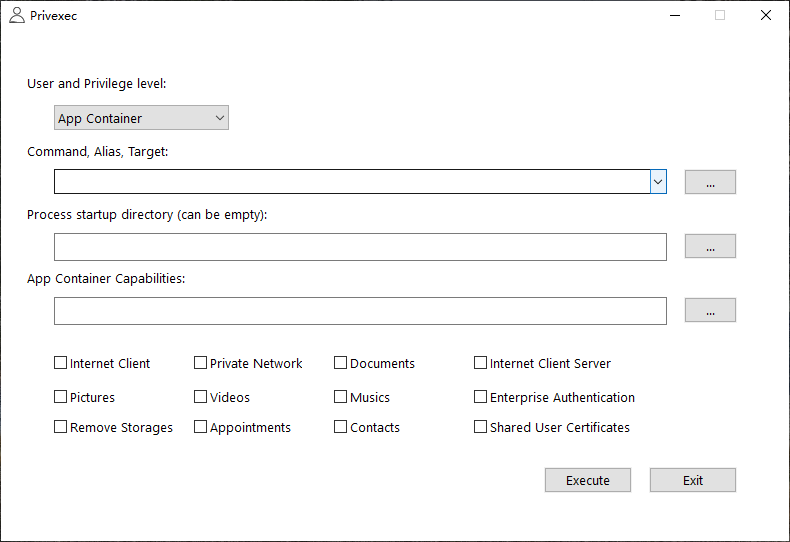 Privexec
User and Privilege level:
App Container
Command, Alias, Target:
...
Process startup directory (can be empty):
...
App Container Capabilities:
...
Internet Client Private Network Documents Internet Client Server
Pictures Videos Musics Enterprise Authentication
Remove Storages Appointments Contacts Shared User Certificates
Execute Exit